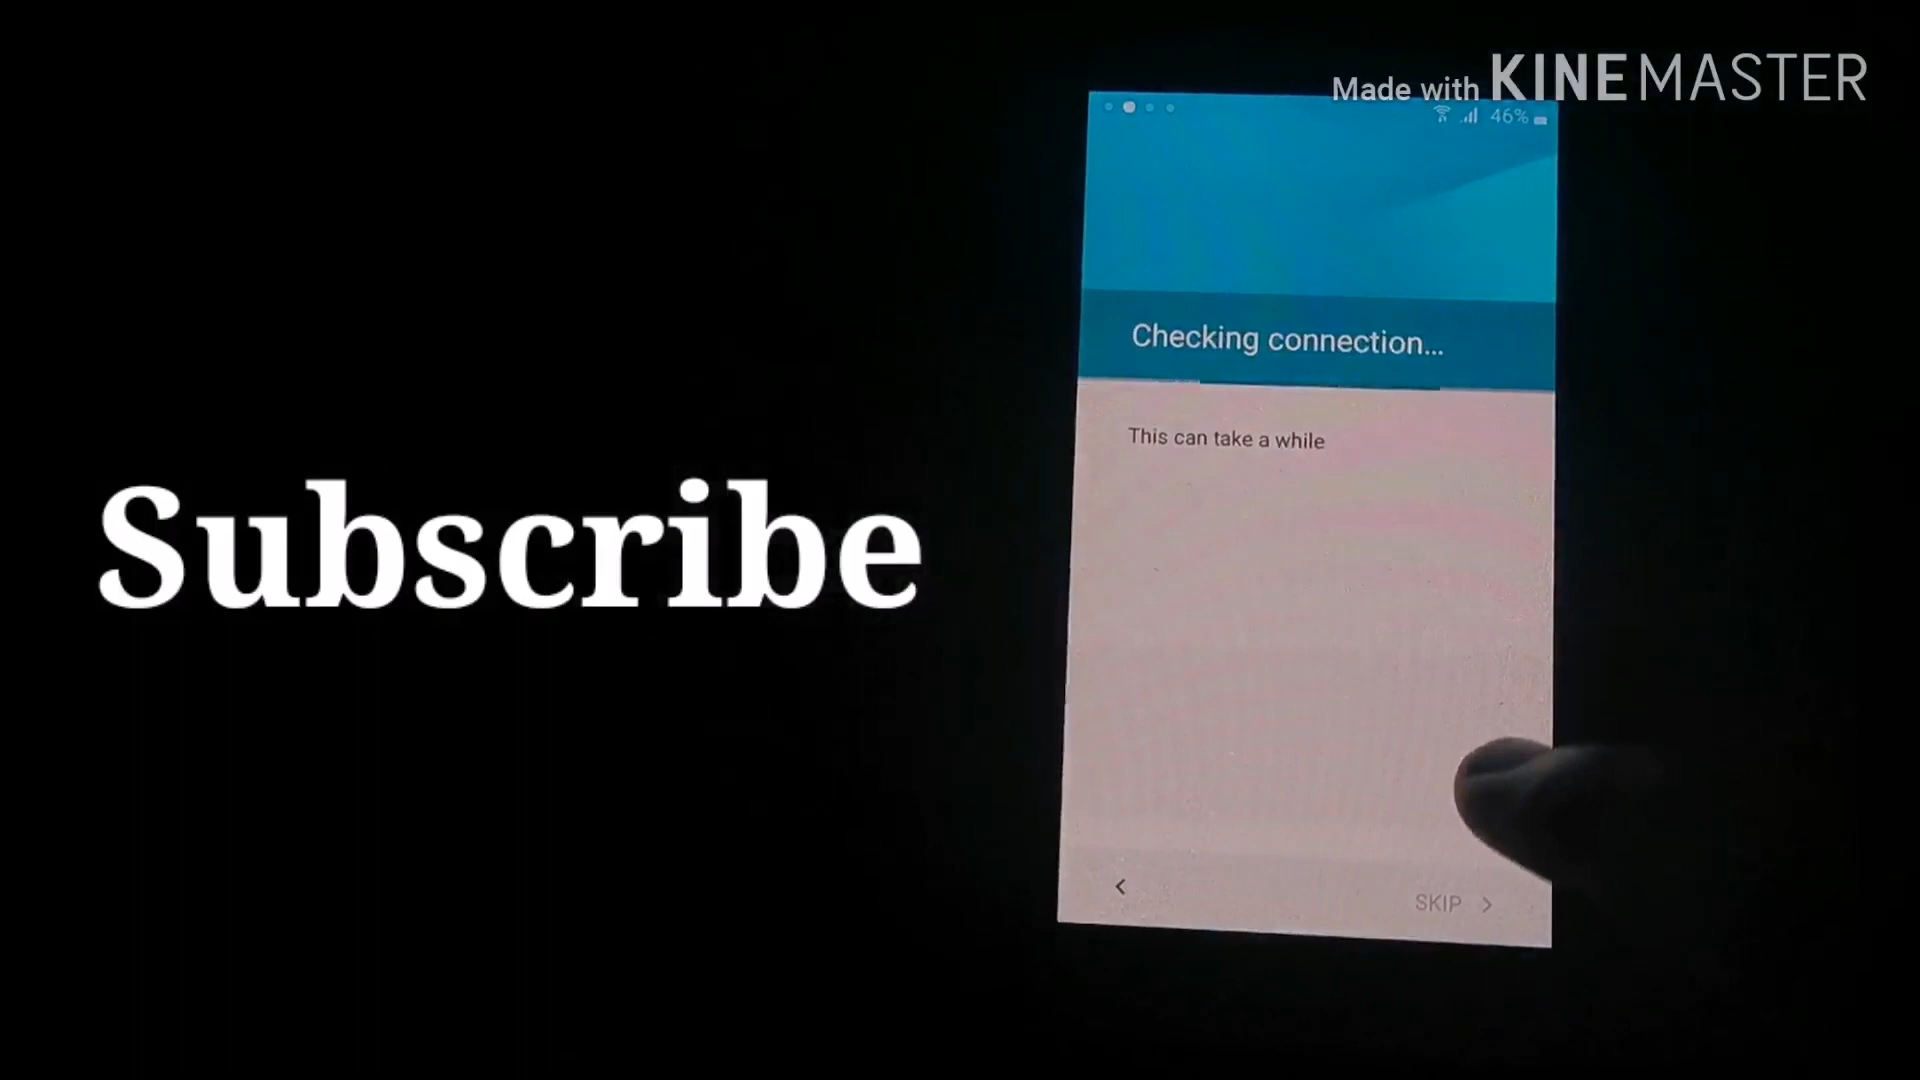 Made with KINEMASTER
46%
Checking connection...
This can take a while
Subscribe
SKIP